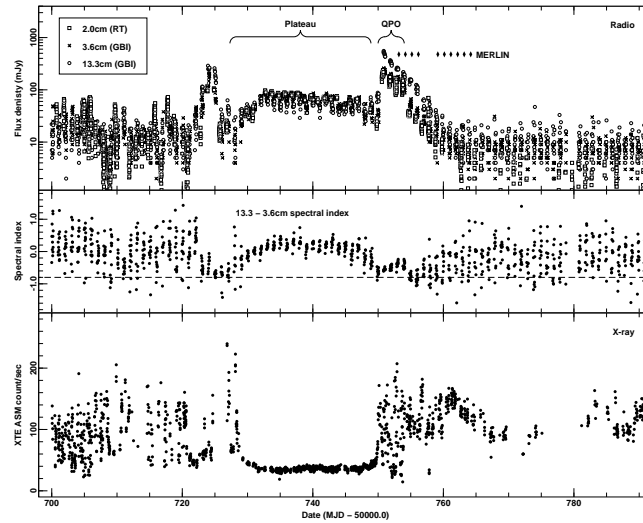 Plateau
QPO
Radio
2.0cm (RT)
3.6cm (GBI)
13.3cm (GBI)
MERLIN
Flux denisty (mJy)
1000
100
10
13.3 − 3.6cm spectral index
Spectral index
1.0
0.0
−1.0
X-ray
XTE ASM count/sec
200
100
0
700
720
740
760
780
Date (MJD − 50000.0)